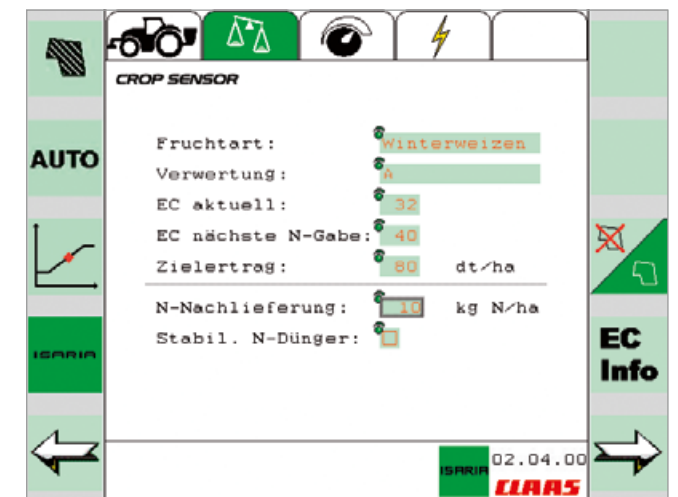 CROP SENSOR
AUTO
Fruchtart: Winterweizen
Verwertung: A
EC aktuell: 32
EC nächste N-Gabe: 40
Zielertrag: 80 dt/ha
N-Nachlieferung: 10 kg N/ha
Stabil. N-Dünger:
ISARIA
EC
Info
ISARIA
02.04.00
CLAAS